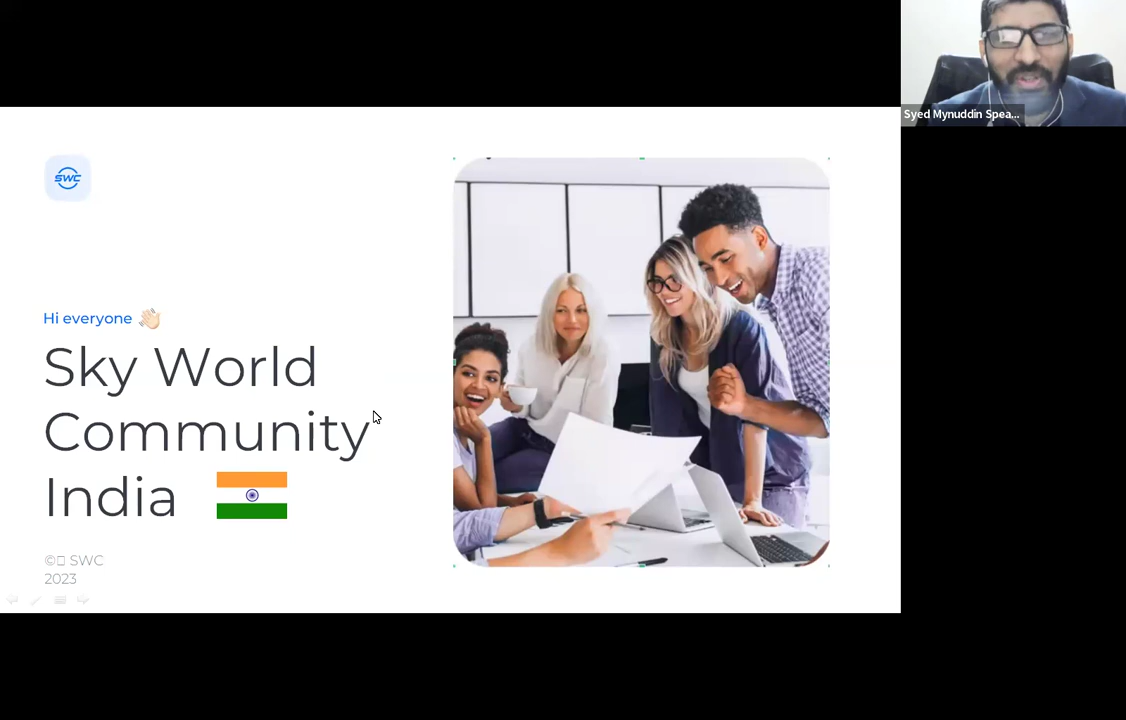 Syed Mynuddin Spea...
SWC
Hi everyone
Sky World
Community
India
© SWC
2023